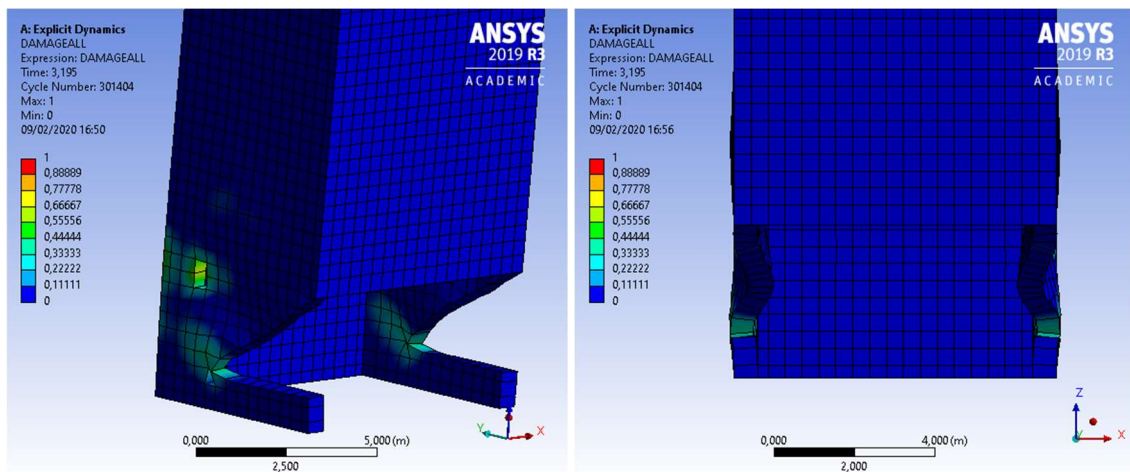 A: Explicit Dynamics
DAMAGEALL
Expression: DAMAGEALL
Time: 3,195
Cycle Number: 301404
Max: 1
Min: 0
09/02/2020 16:50
ANSYS
2019 R3
ACADEMIC
1
0,88889
0,77778
0,66667
0,55556
0,44444
0,33333
0,22222
0,11111
0
0,000
5,000 (m)
2,500
Y
X
A: Explicit Dynamics
DAMAGEALL
Expression: DAMAGEALL
Time: 3,195
Cycle Number: 301404
Max: 1
Min: 0
09/02/2020 16:56
ANSYS
2019 R3
ACADEMIC
1
0,88889
0,77778
0,66667
0,55556
0,44444
0,33333
0,22222
0,11111
0
0,000
4,000 (m)
2,000
Z
Y
X